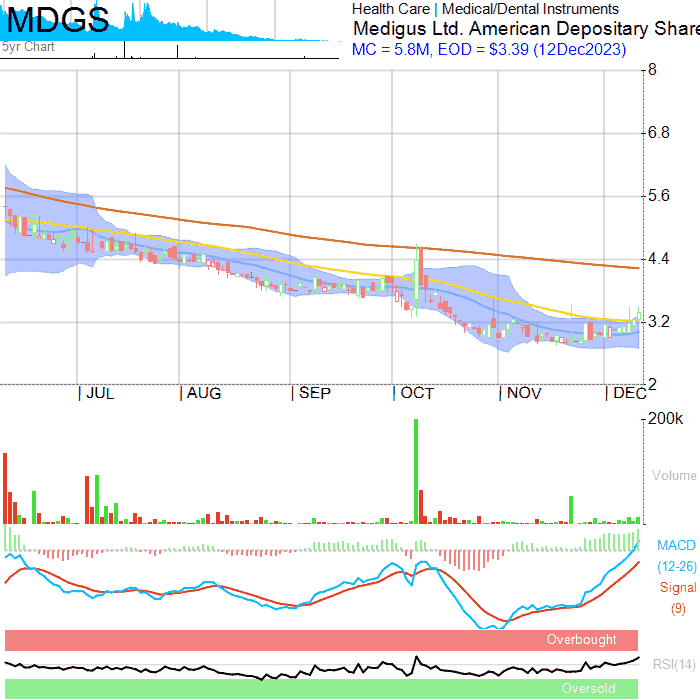 MDGS
5yr Chart
Health Care | Medical/Dental Instruments
Medigus Ltd. American Depositary Share
MC = 5.8M, EOD = $3.39 (12Dec2023)
8
6.8
5.6
4.4
3.2
2
JUL AUG SEP OCT NOV DEC
200k
Volume
MACD
(12-26)
Signal
(9)
Overbought
RSI(14)
Oversold